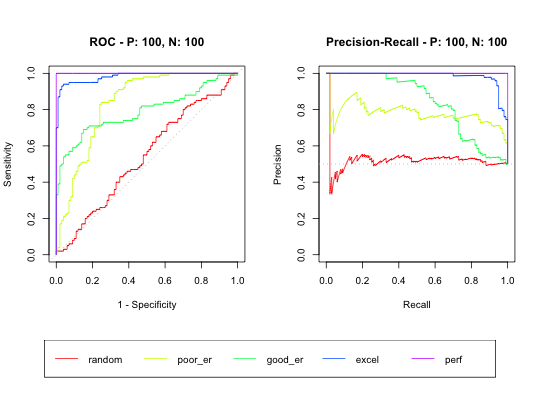 ROC - P: 100, N: 100
Sensitivity
0.0 0.2 0.4 0.6 0.8 1.0
0.0 0.2 0.4 0.6 0.8 1.0
1 - Specificity
Precision-Recall - P: 100, N: 100
Precision
0.0 0.2 0.4 0.6 0.8 1.0
0.0 0.2 0.4 0.6 0.8 1.0
Recall
random poor_er good_er excel perf